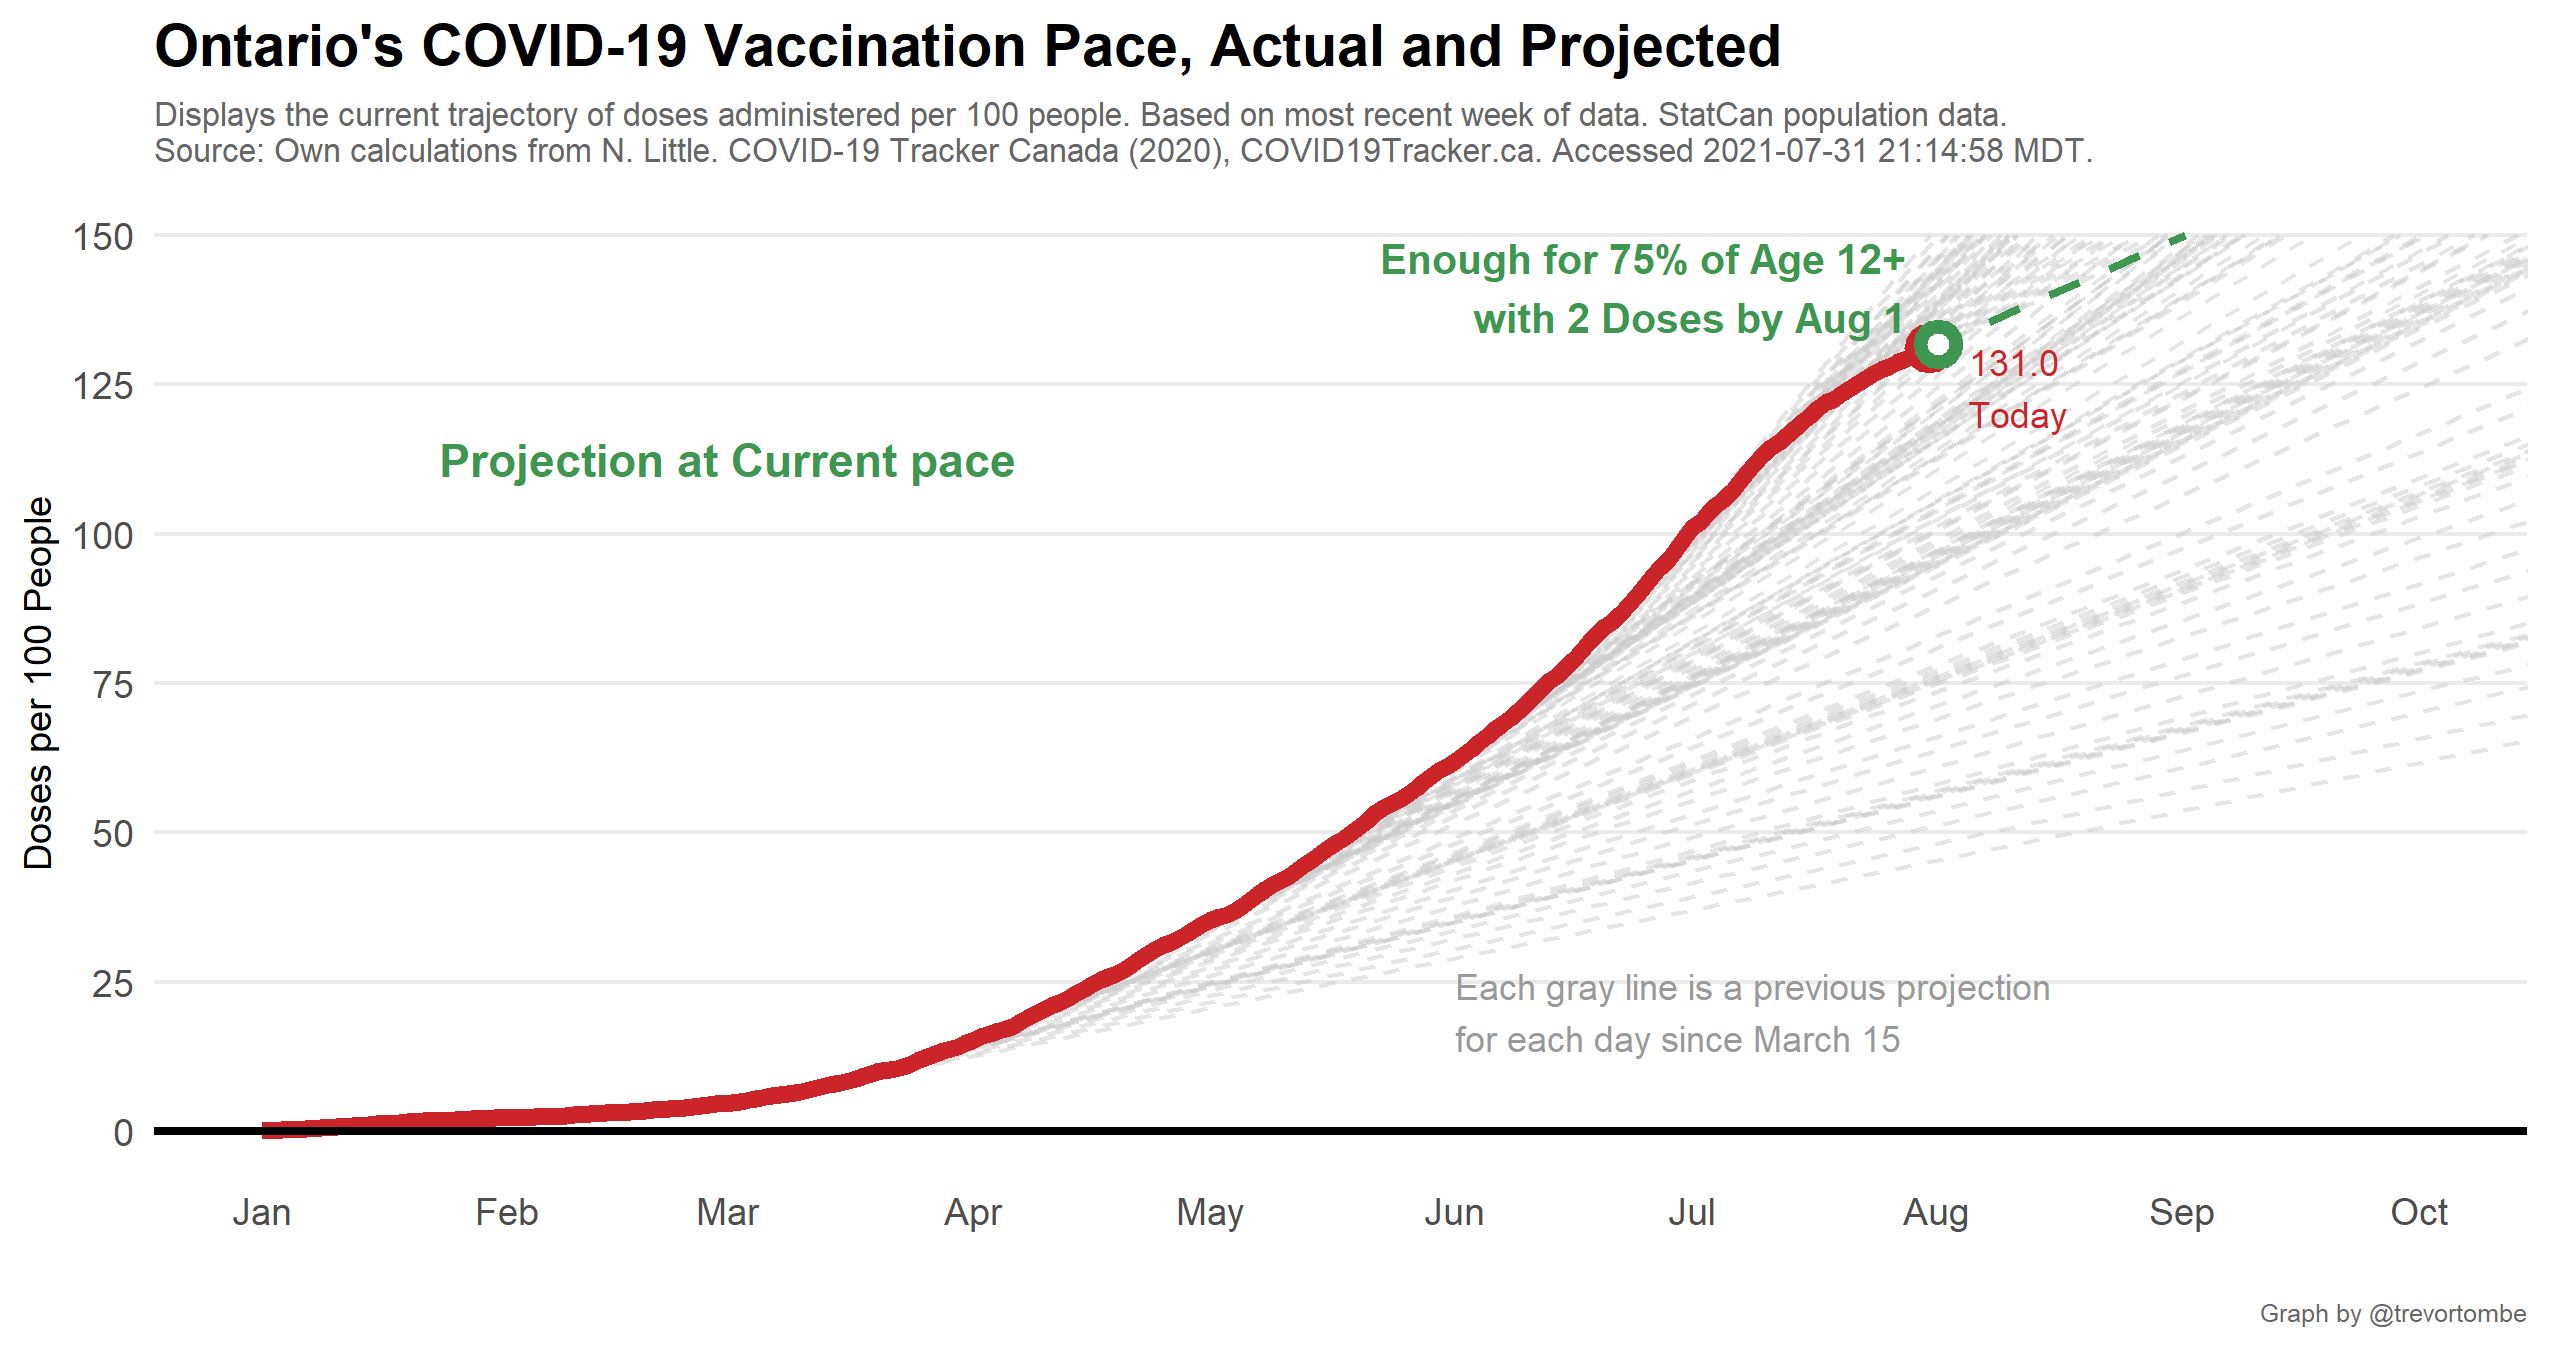 Ontario's COVID-19 Vaccination Pace, Actual and Projected
Displays the current trajectory of doses administered per 100 people. Based on most recent week of data. StatCan population data.
Source: Own calculations from N. Little. COVID-19 Tracker Canada (2020), COVID19Tracker.ca. Accessed 2021-07-31 21:14:58 MDT.
Doses per 100 People
150
125
100
75
50
25
0
Enough for 75% of Age 12+
with 2 Doses by Aug 1
131.0
Today
Projection at Current pace
Each gray line is a previous projection
for each day since March 15
Jan Feb Mar Apr May Jun Jul Aug Sep Oct
Graph by @trevortombe